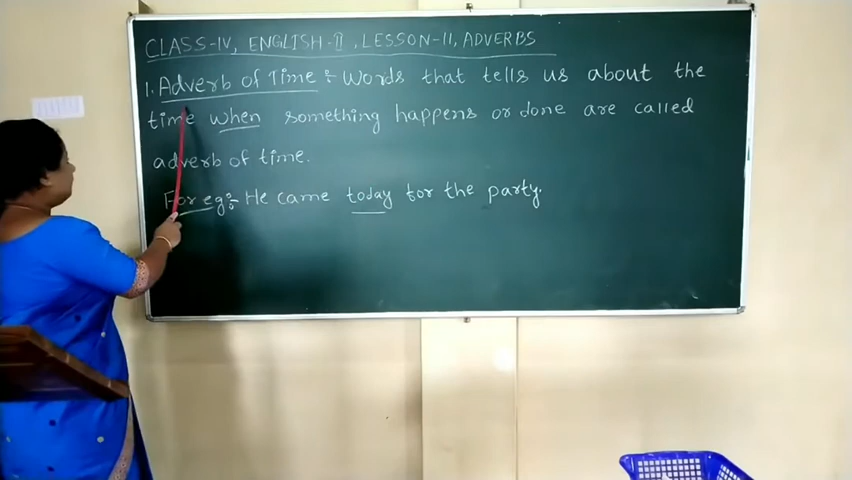 CLASS-IV, ENGLISH-II, LESSON-11, ADVERBS
1. Adverb of Time :- Words that tells us about the
time when something happens or done are called
adverb of time.
For eg:- He came today for the party.